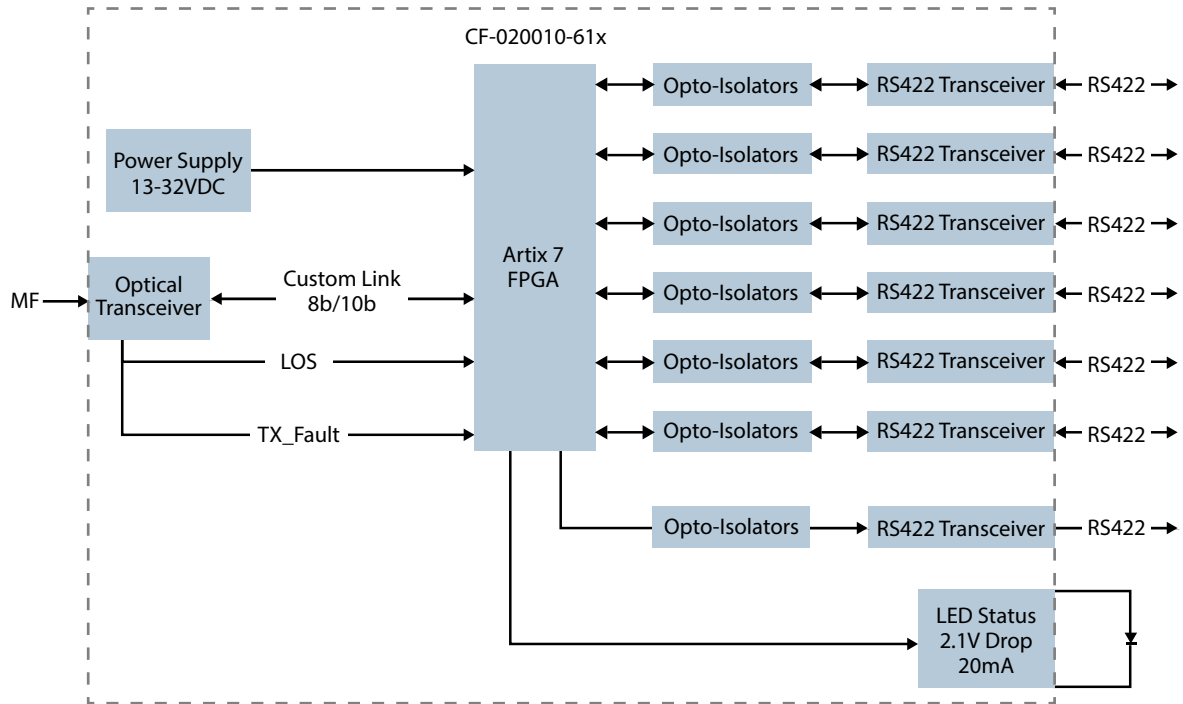 CF-020010-61x
Opto-Isolators
RS422 Transceiver
RS422
Opto-Isolators
RS422 Transceiver
RS422
Power Supply
13-32VDC
Opto-Isolators
RS422 Transceiver
RS422
Artix 7
FPGA
Optical
Transceiver
MF
Custom Link
8b/10b
Opto-Isolators
RS422 Transceiver
RS422
LOS
Opto-Isolators
RS422 Transceiver
RS422
TX_Fault
Opto-Isolators
RS422 Transceiver
RS422
Opto-Isolators
RS422 Transceiver
RS422
LED Status
2.1V Drop
20mA